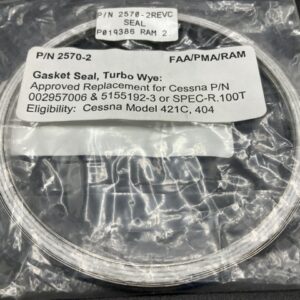 P/N 2570-2REVC
SEAL
P019386 RAM 2
P/N 2570-2 FAA/PMA/RAM
Gasket Seal, Turbo Wye:
Approved Replacement for Cessna P/N
002957006 & 5155192-3 or SPEC-R.100T
Eligibility: Cessna Model 421C, 404